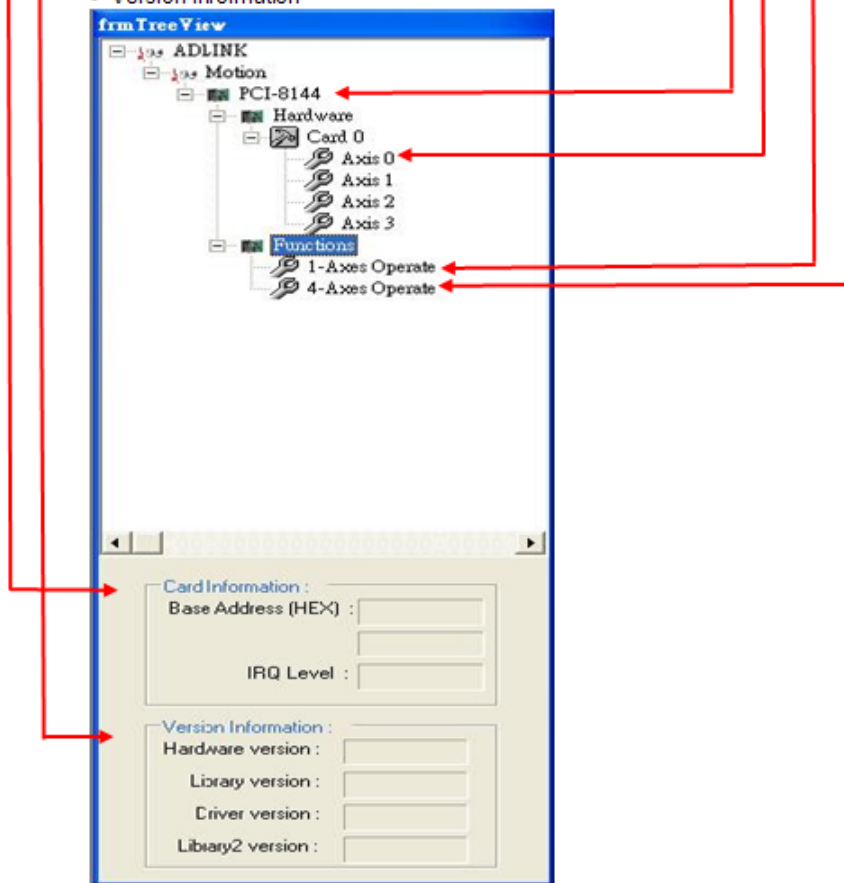 Version Information
frmTreeView
ADLINK
Motion
PCI-8144
Hardware
Card 0
Axis 0
Axis 1
Axis 2
Axis 3
Functions
1-Axes Operate
4-Axes Operate
Card Information :
Base Address (HEX) :
IRQ Level :
Version Information :
Hardware version :
Library version :
Driver version :
Library2 version :